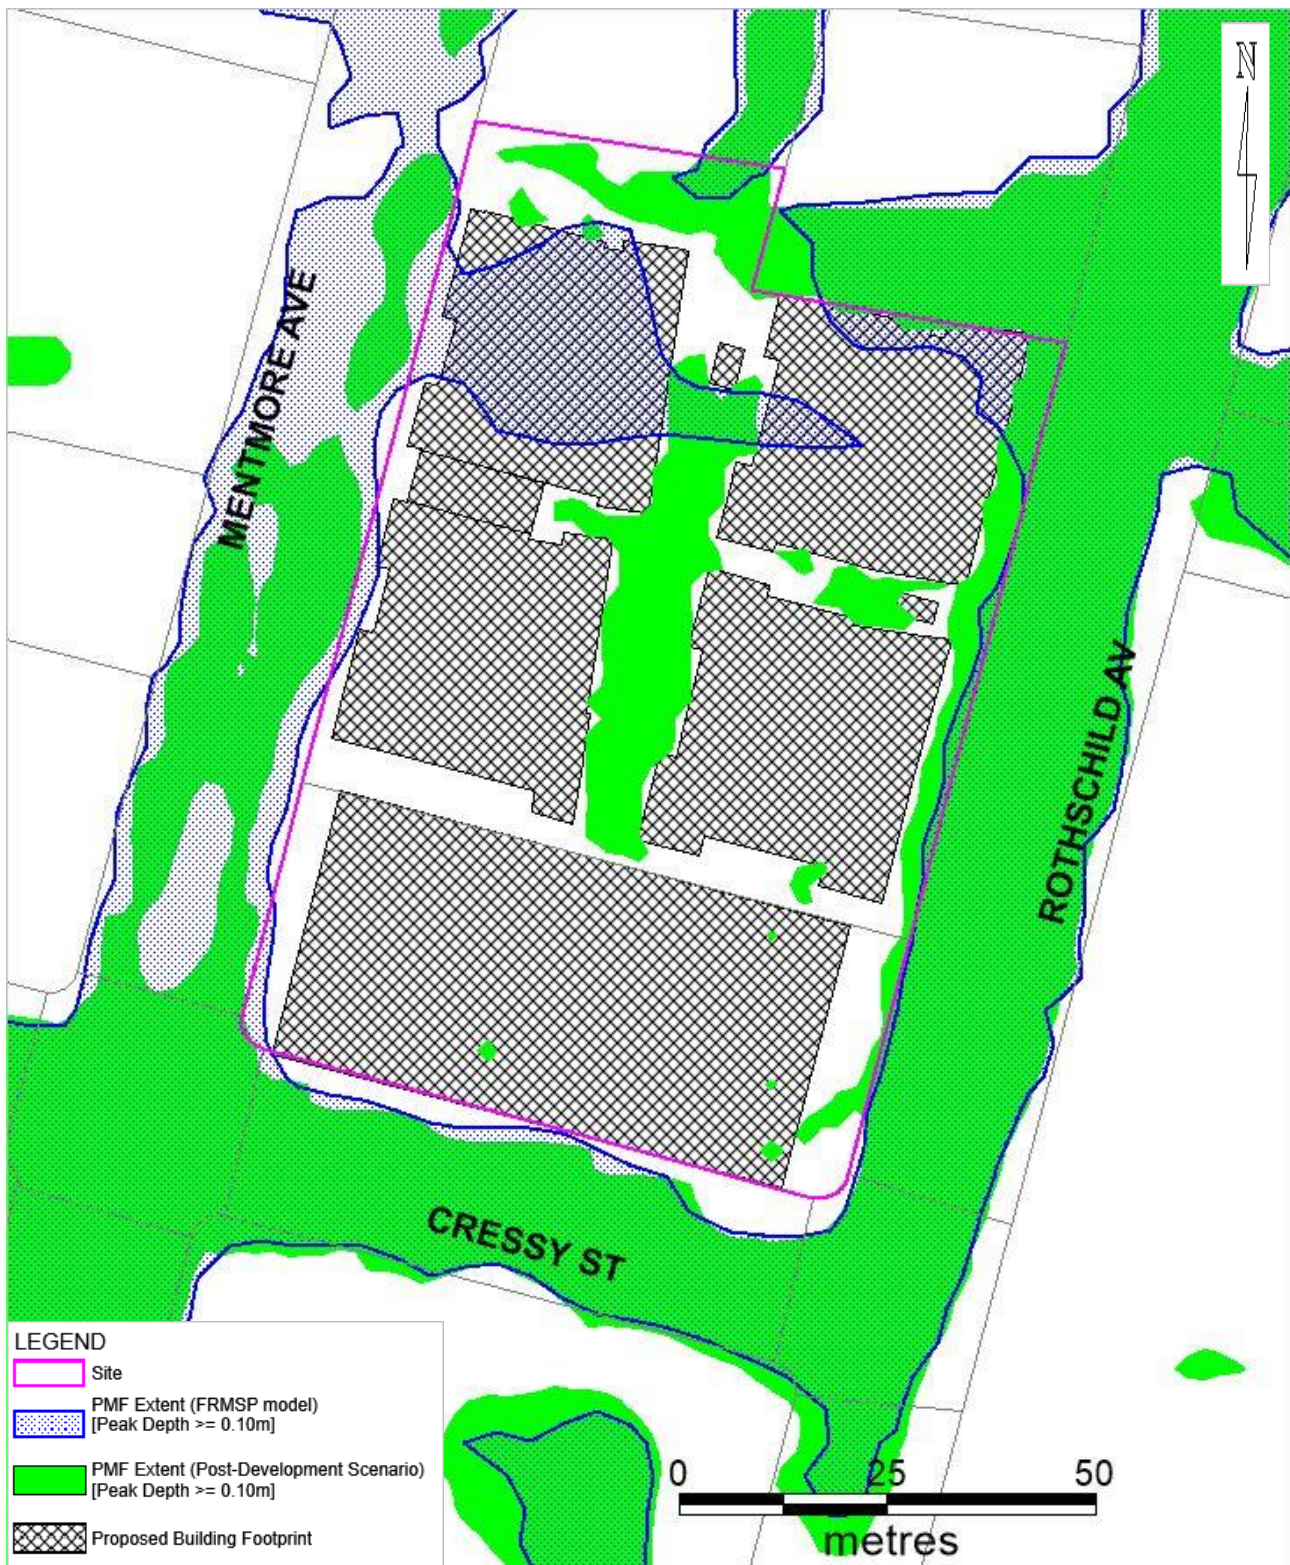 N
MENTMORE AVE
ROTHSCHILD AV
CRESSY ST
LEGEND
Site
PMF Extent (FRMSP model)
[Peak Depth >= 0.10m]
PMF Extent (Post-Development Scenario)
[Peak Depth >= 0.10m]
Proposed Building Footprint
0 25 50
metres